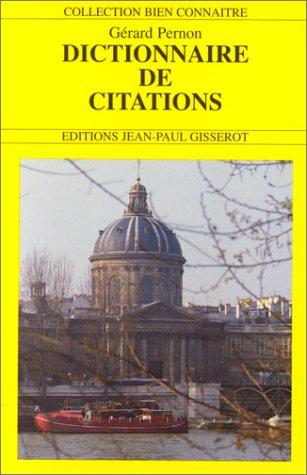 COLLECTION BIEN CONNAITRE
Gérard Pernon
DICTIONNAIRE
DE
CITATIONS
EDITIONS JEAN-PAUL GISSEROT